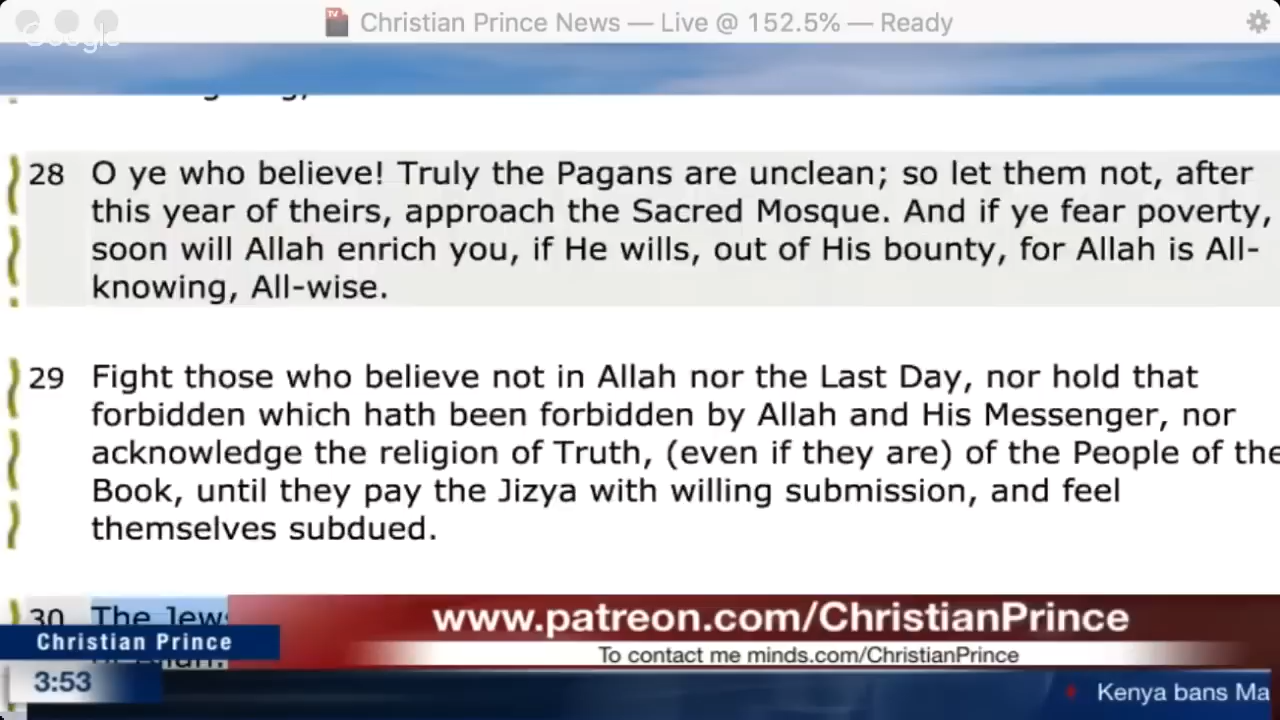 Christian Prince News — Live @ 152.5% — Ready
Google
28 O ye who believe! Truly the Pagans are unclean; so let them not, after
this year of theirs, approach the Sacred Mosque. And if ye fear poverty,
soon will Allah enrich you, if He wills, out of His bounty, for Allah is All-
knowing, All-wise.
29 Fight those who believe not in Allah nor the Last Day, nor hold that
forbidden which hath been forbidden by Allah and His Messenger, nor
acknowledge the religion of Truth, (even if they are) of the People of the
Book, until they pay the Jizya with willing submission, and feel
themselves subdued.
30 The Jews
www.patreon.com/ChristianPrince
Christian Prince
To contact me minds.com/ChristianPrince
3:53
Kenya bans Ma